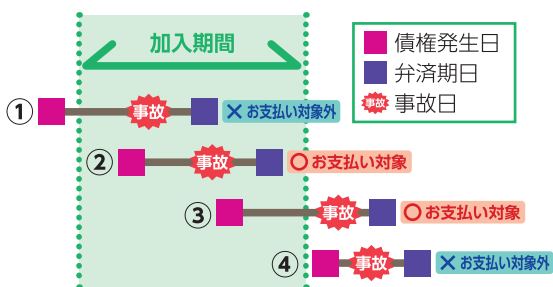 加入期間
債権発生日
弁済期日
事故 事故日
① 事故 ×お支払い対象外
② 事故 ○お支払い対象
③ 事故 ○お支払い対象
④ 事故 ×お支払い対象外